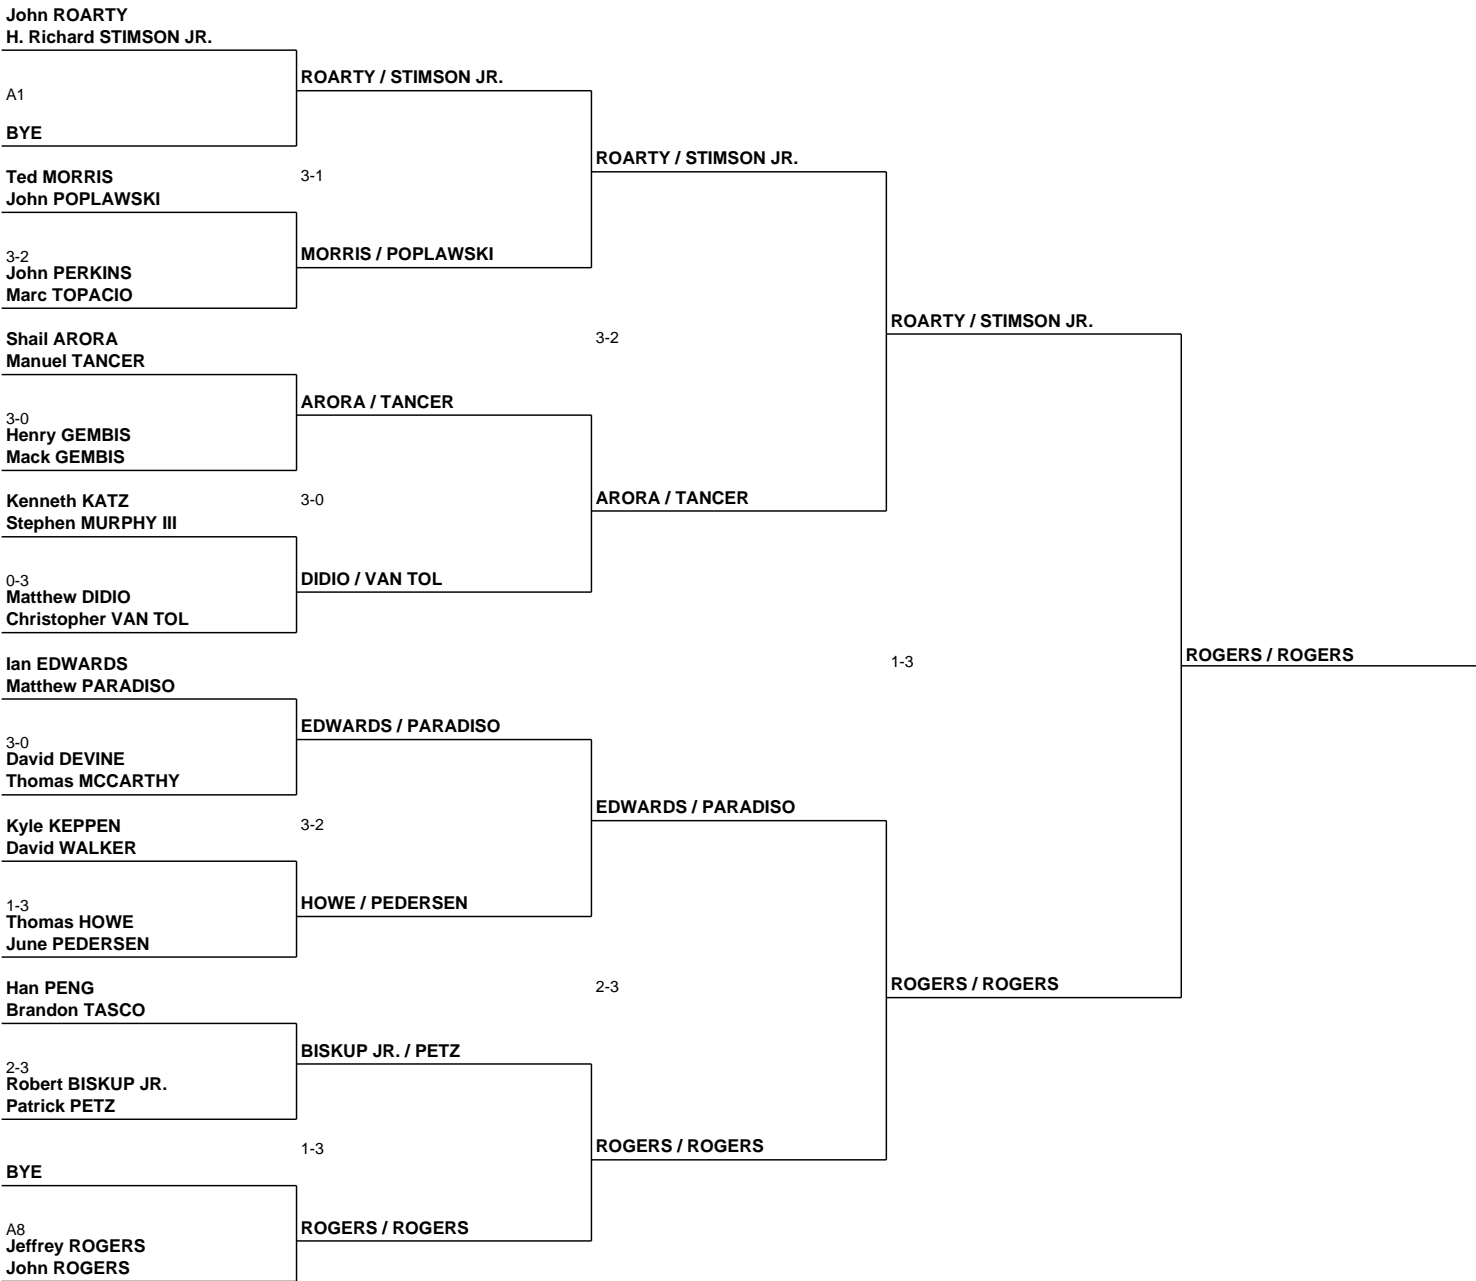 John ROARTY
H. Richard STIMSON JR.
ROARTY / STIMSON JR.
A1
BYE
ROARTY / STIMSON JR.
Ted MORRIS
3-1
John POPLAWSKI
MORRIS / POPLAWSKI
3-2
John PERKINS
Marc TOPACIO
ROARTY / STIMSON JR.
Shail ARORA
3-2
Manuel TANCER
ARORA / TANCER
3-0
Henry GEMBIS
Mack GEMBIS
Kenneth KATZ
3-0
ARORA / TANCER
Stephen MURPHY III
DIDIO / VAN TOL
0-3
Matthew DIDIO
Christopher VAN TOL
ROGERS / ROGERS
Ian EDWARDS
1-3
Matthew PARADISO
EDWARDS / PARADISO
3-0
David DEVINE
Thomas MCCARTHY
EDWARDS / PARADISO
Kyle KEPPEN
3-2
David WALKER
HOWE / PEDERSEN
1-3
Thomas HOWE
June PEDERSEN
ROGERS / ROGERS
Han PENG
2-3
Brandon TASCO
BISKUP JR. / PETZ
2-3
Robert BISKUP JR.
Patrick PETZ
1-3
ROGERS / ROGERS
BYE
ROGERS / ROGERS
A8
Jeffrey ROGERS
John ROGERS